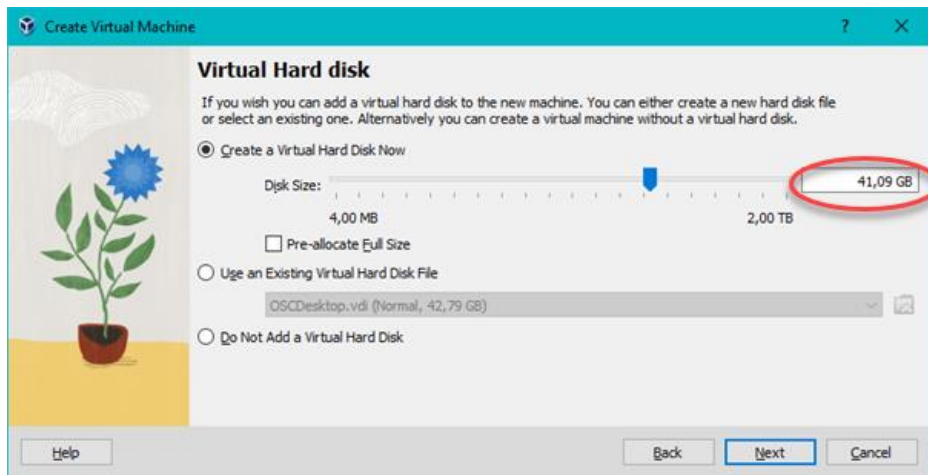 Create Virtual Machine
?
Virtual Hard disk
If you wish you can add a virtual hard disk to the new machine. You can either create a new hard disk file
or select an existing one. Alternatively you can create a virtual machine without a virtual hard disk.
Create a Virtual Hard Disk Now
Disk Size:
41,09 GB
4,00 MB
2,00 TB
Pre-allocate Full Size
Use an Existing Virtual Hard Disk File
OSCDesktop.vdi (Normal, 42,79 GB)
Do Not Add a Virtual Hard Disk
Help
Back
Next
Cancel